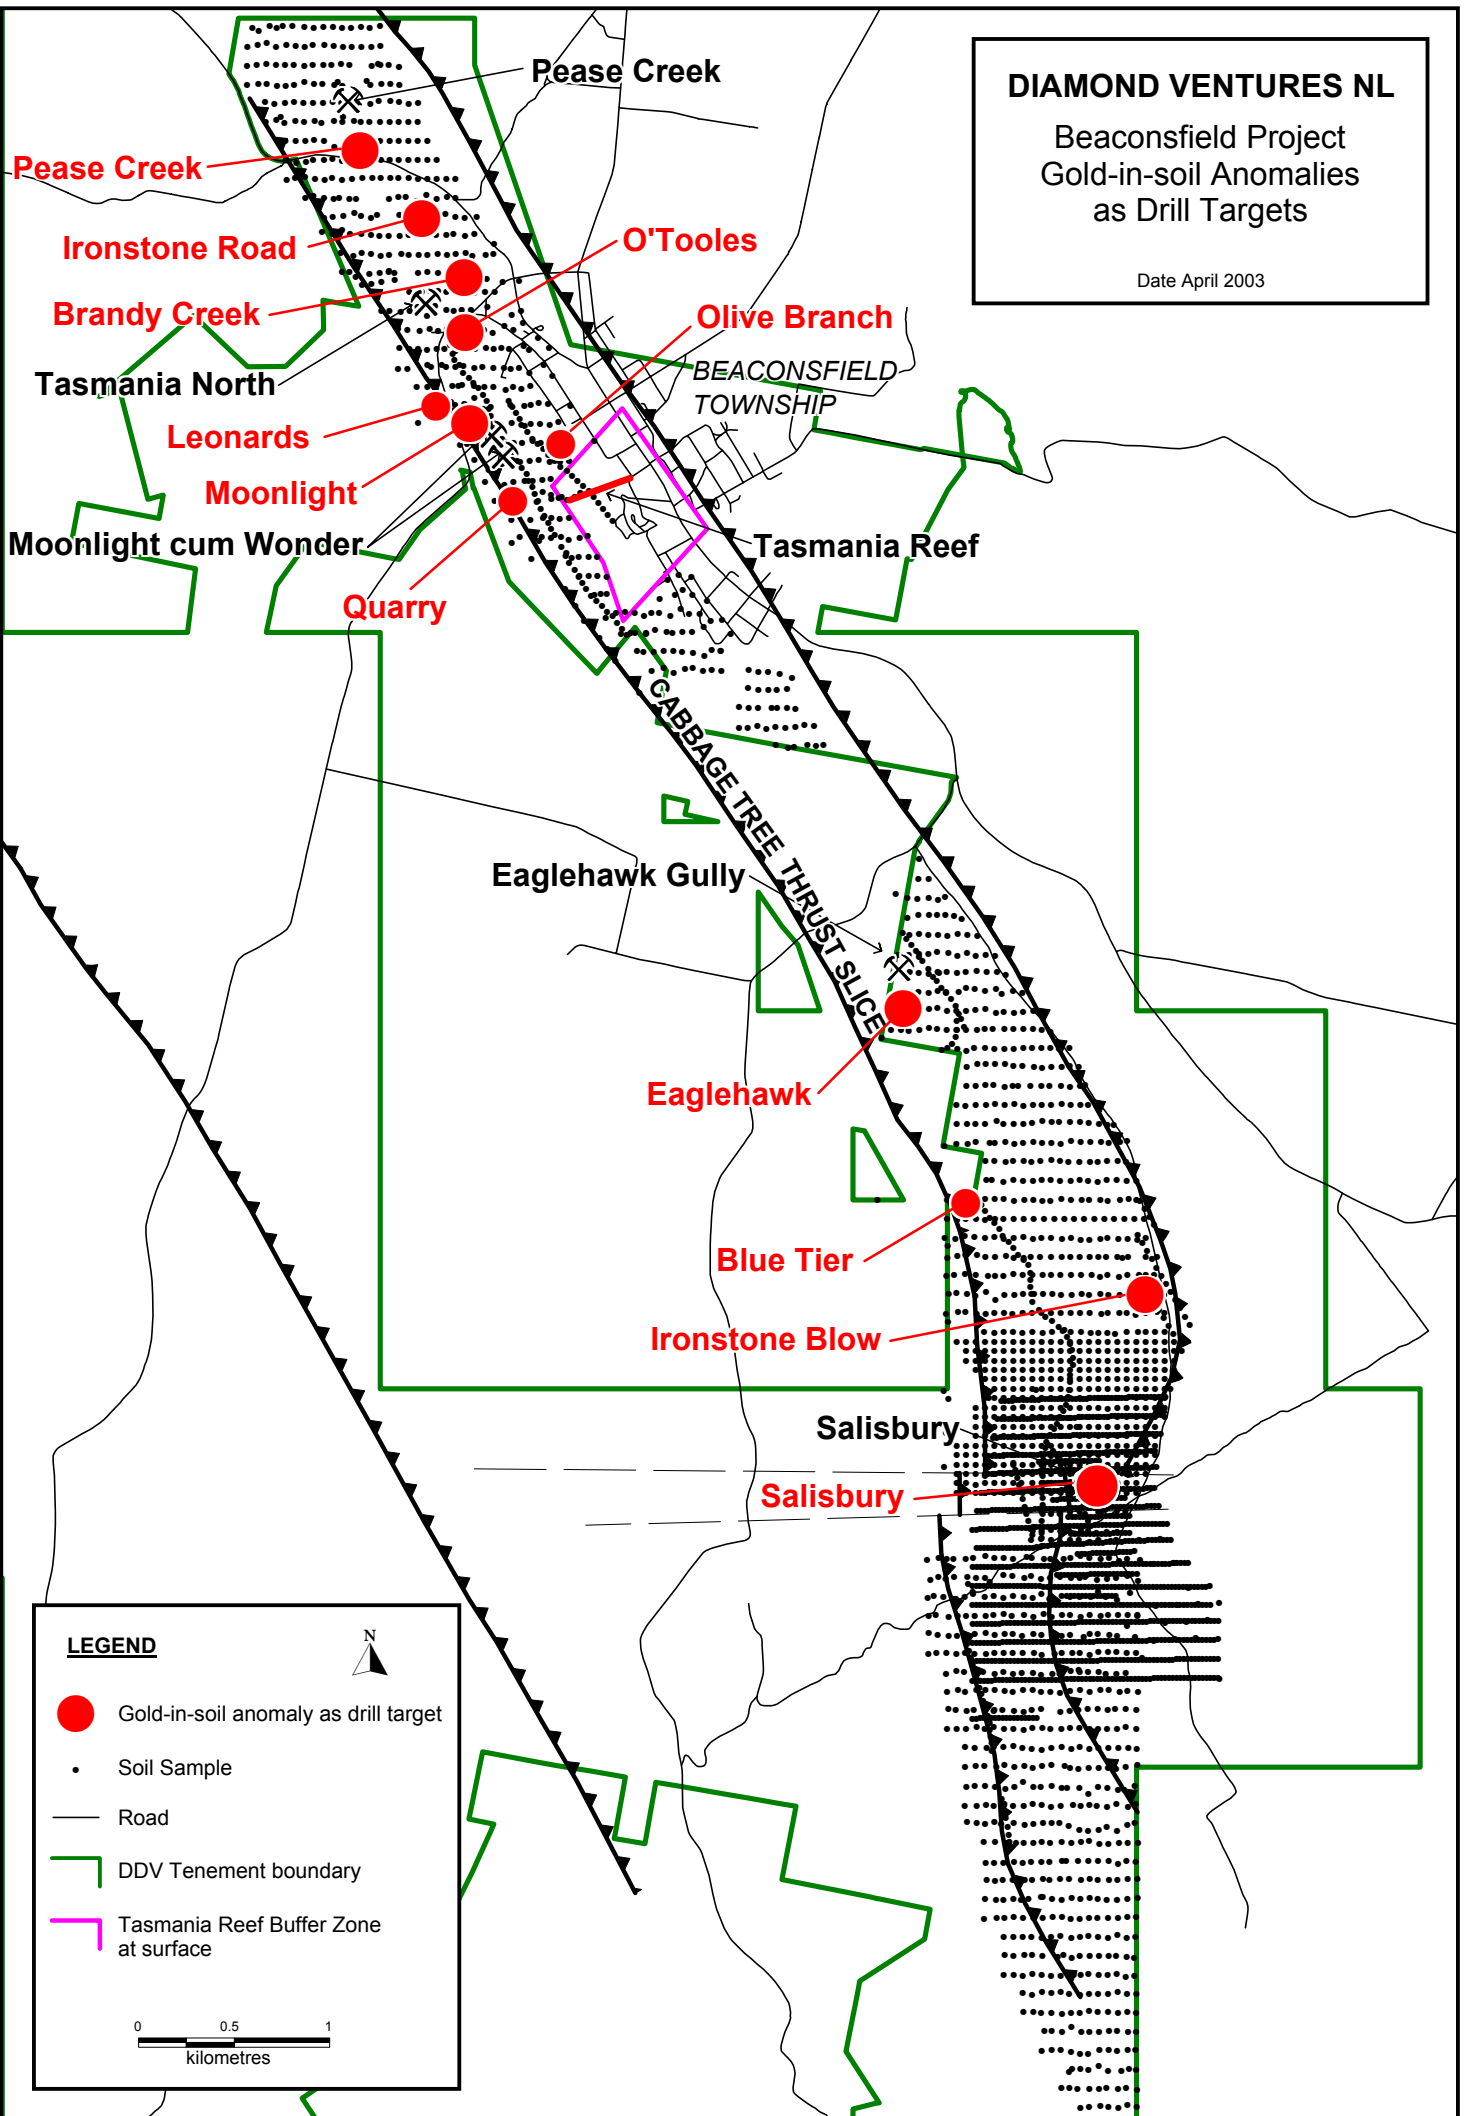 DIAMOND VENTURES NL
Beaconsfield Project
Gold-in-soil Anomalies
as Drill Targets
Date April 2003
Pease Creek
Pease Creek
Ironstone Road
O'Tooles
Brandy Creek
Olive Branch
Tasmania North
BEACONSFIELD
TOWNSHIP
Leonards
Moonlight
Moonlight cum Wonder
Tasmania Reef
Quarry
CABBAGE TREE THRUST SLICE
Eaglehawk Gully
Eaglehawk
Blue Tier
Ironstone Blow
Salisbury
Salisbury
LEGEND
N
Gold-in-soil anomaly as drill target
Soil Sample
Road
DDV Tenement boundary
Tasmania Reef Buffer Zone
at surface
0 0.5 1
kilometres